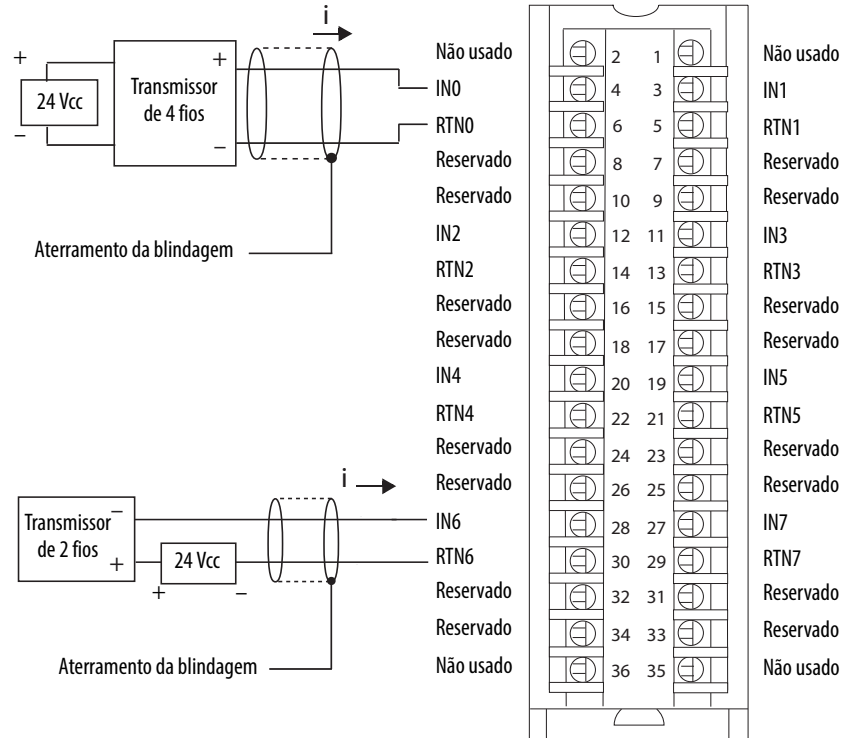 i
Não usado 2 1 Não usado
+ + IN0 4 3 IN1
24 Vcc Transmissor de 4 fios
− − RTN0 6 5 RTN1
Reservado 8 7 Reservado
Reservado 10 9 Reservado
Aterramento da blindagem
IN2 12 11 IN3
RTN2 14 13 RTN3
Reservado 16 15 Reservado
Reservado 18 17 Reservado
IN4 20 19 IN5
RTN4 22 21 RTN5
Reservado 24 23 Reservado
i
Reservado 26 25 Reservado
Transmissor de 2 fios − IN6 28 27 IN7
+ 24 Vcc RTN6 30 29 RTN7
+ −
Reservado 32 31 Reservado
Reservado 34 33 Reservado
Aterramento da blindagem
Não usado 36 35 Não usado